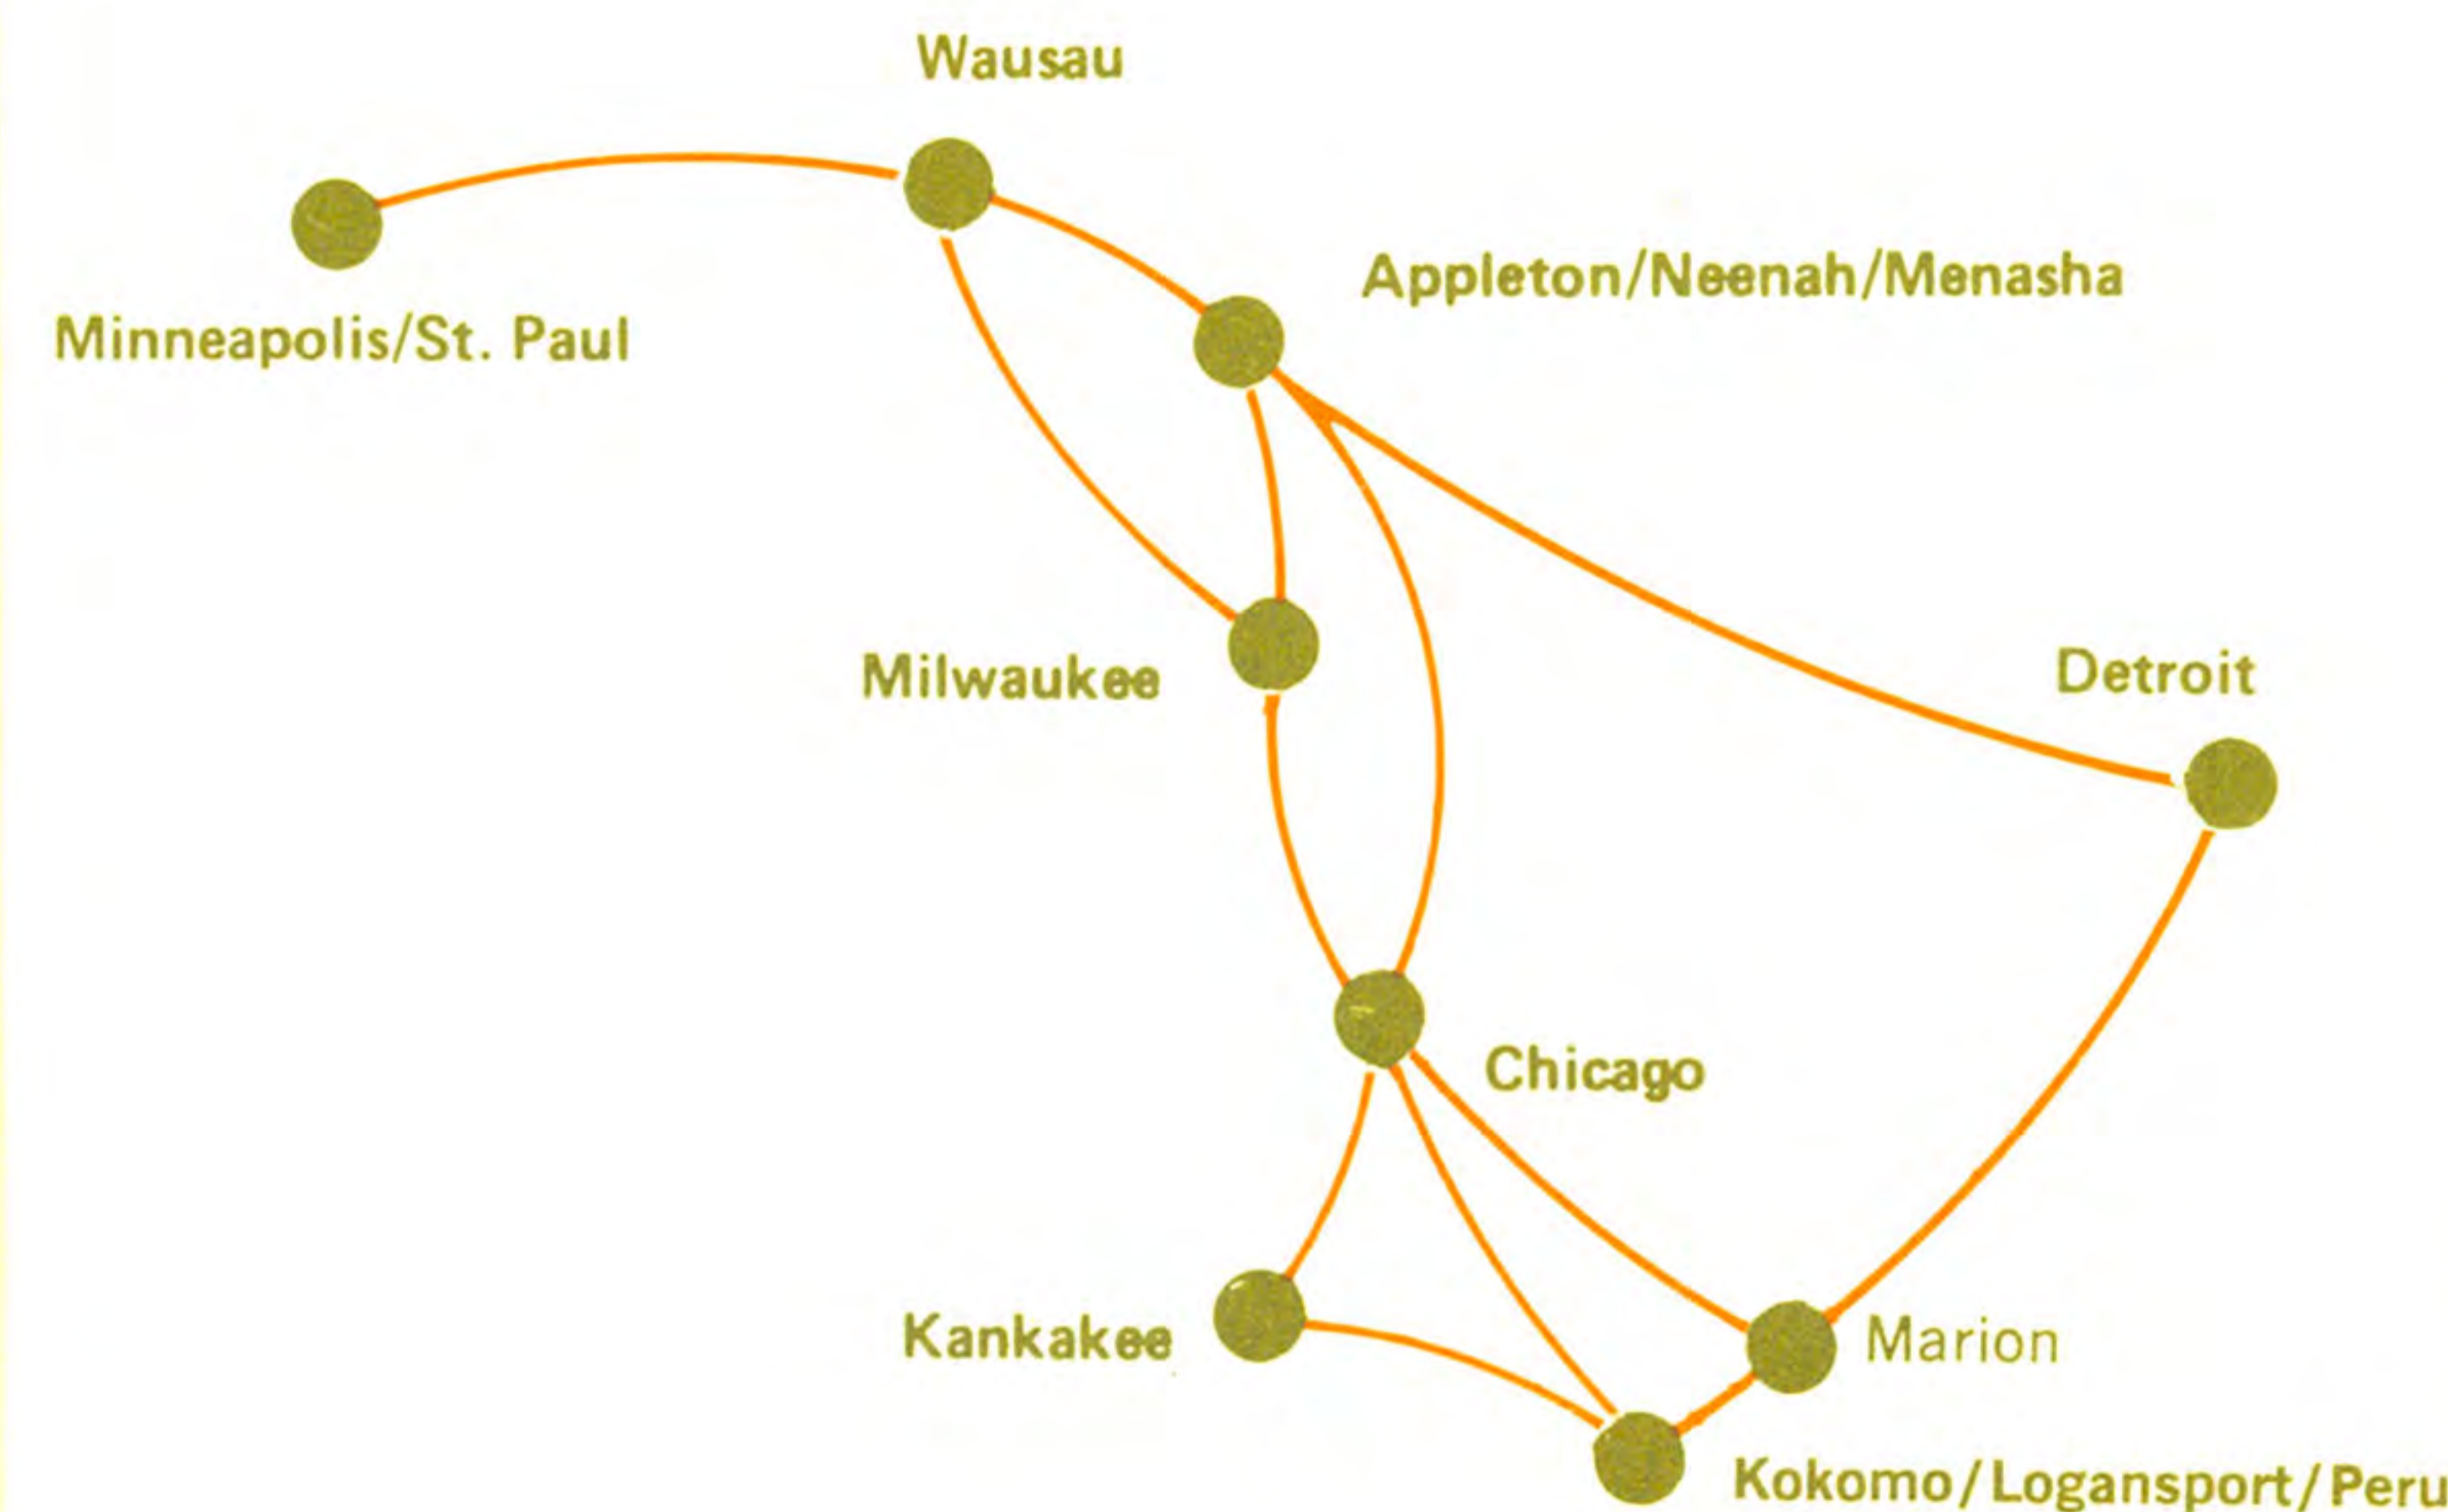 Wausau
Appleton/Neenah/Menasha
Minneapolis/St. Paul
Milwaukee
Detroit
Chicago
Kankakee
Marion
Kokomo/Logansport/Peru